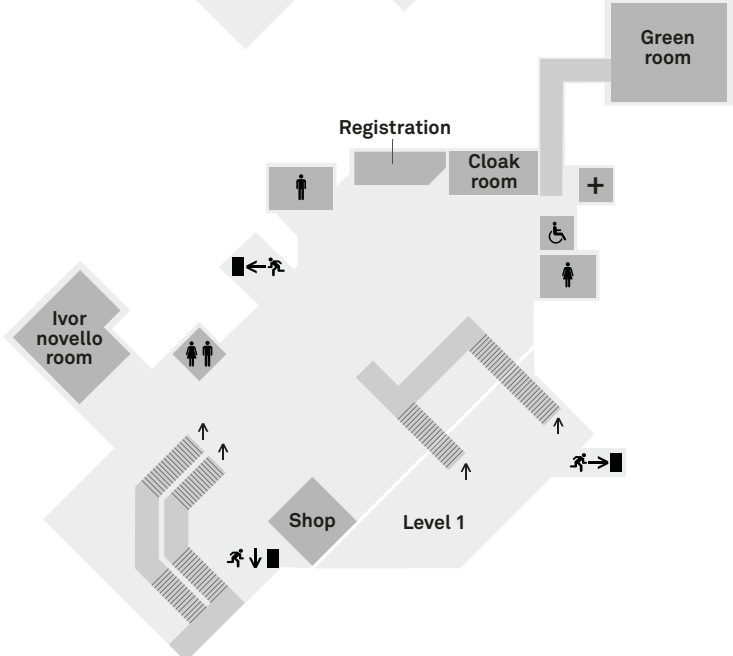 Green
room
Registration
Cloak
room
Ivor
novello
room
Shop
Level 1